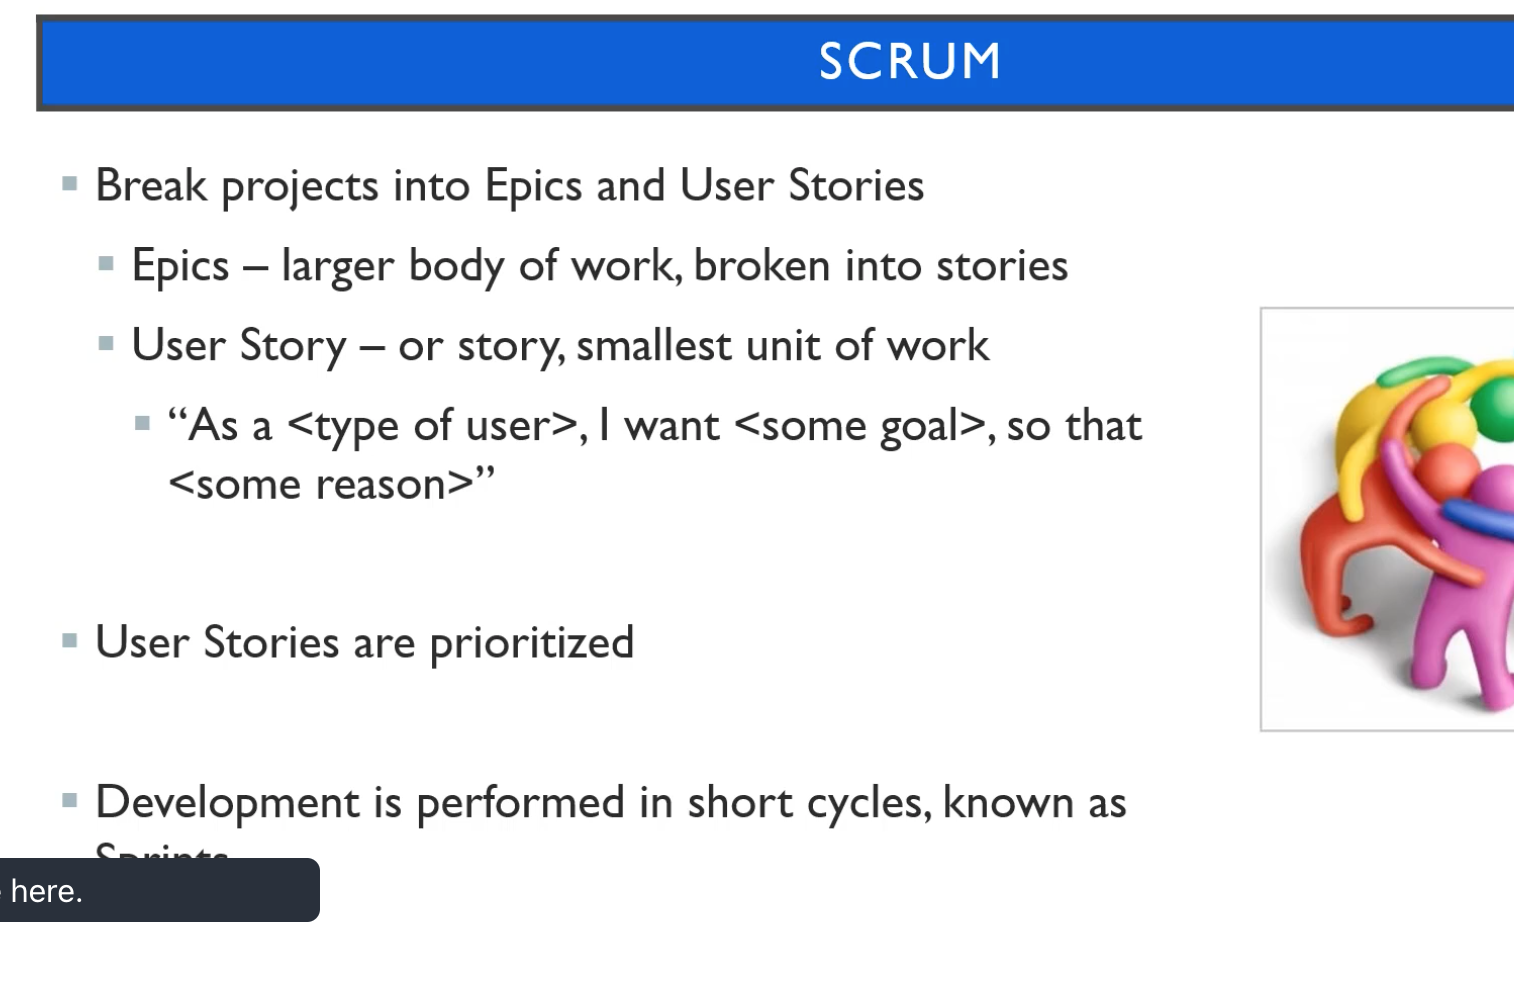 SCRUM
Break projects into Epics and User Stories
Epics – larger body of work, broken into stories
User Story – or story, smallest unit of work
“As a <type of user>, I want <some goal>, so that
<some reason>”
User Stories are prioritized
Development is performed in short cycles, known as
Sprints
here.